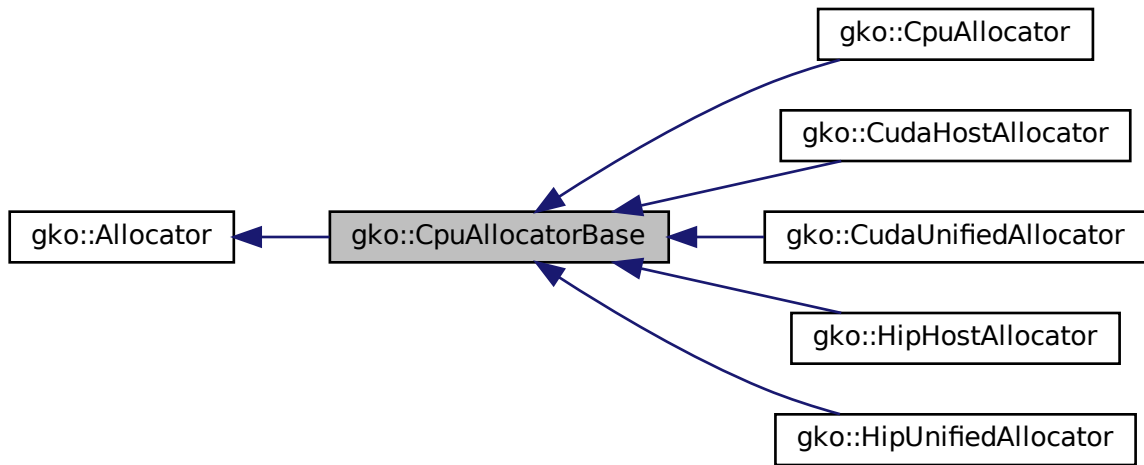 gko::CpuAllocator
gko::CudaHostAllocator
gko::Allocator
gko::CpuAllocatorBase
gko::CudaUnifiedAllocator
gko::HipHostAllocator
gko::HipUnifiedAllocator